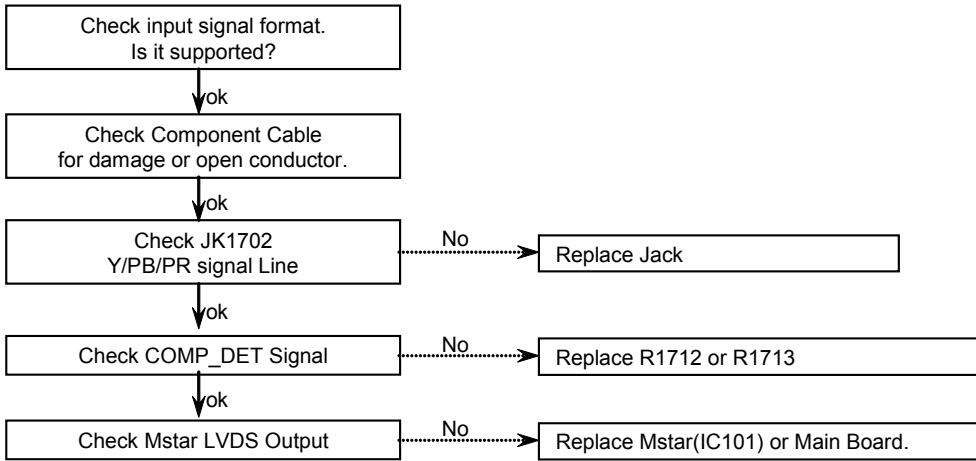 Check input signal format.
Is it supported?
ok
Check Component Cable
for damage or open conductor.
ok
Check JK1702
Y/PB/PR signal Line
No
Replace Jack
ok
Check COMP_DET Signal
No
Replace R1712 or R1713
ok
Check Mstar LVDS Output
No
Replace Mstar(IC101) or Main Board.